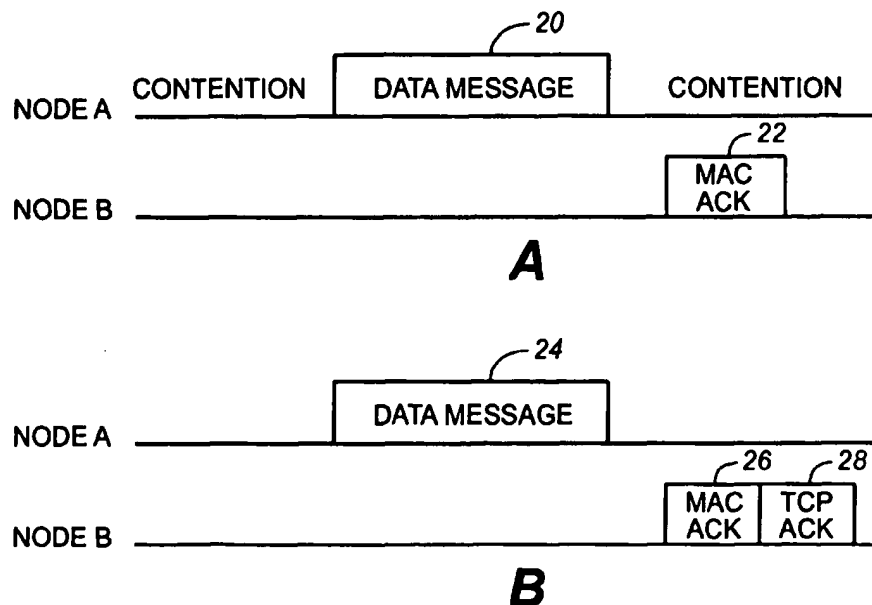 20
CONTENTION DATA MESSAGE CONTENTION
NODE A
22
MAC
ACK
NODE B
A
24
DATA MESSAGE
NODE A
26 28
MAC TCP
ACK ACK
NODE B
B